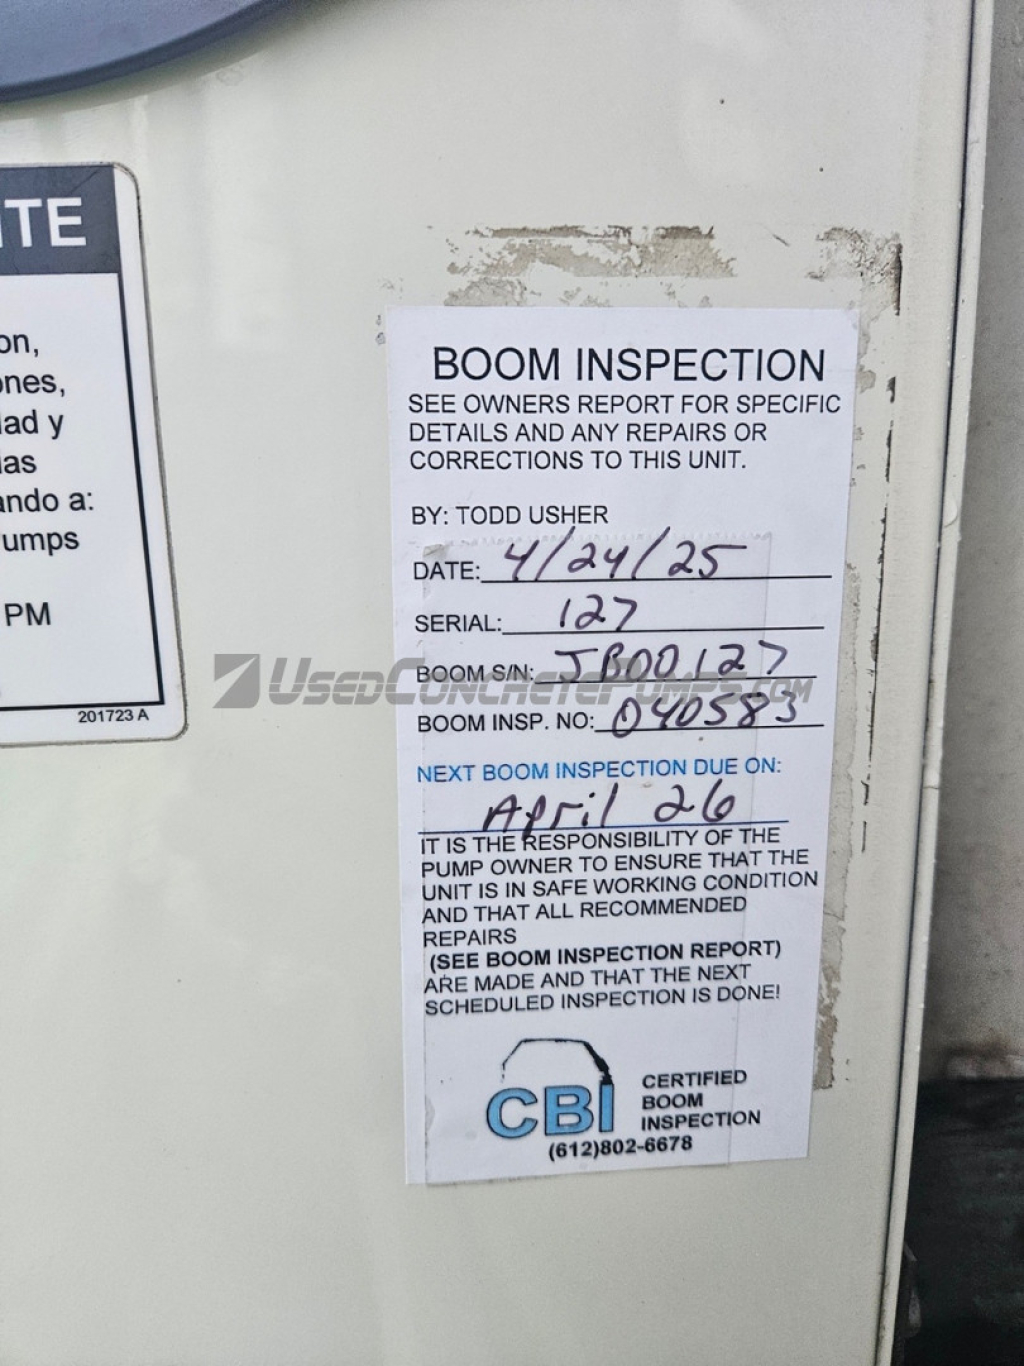 ITE
on,
ones,
dad y
las
ando a:
umps
PM
201723 A
BOOM INSPECTION
SEE OWNERS REPORT FOR SPECIFIC
DETAILS AND ANY REPAIRS OR
CORRECTIONS TO THIS UNIT.
BY: TODD USHER
DATE: 4/24/25
SERIAL: 127
BOOM S/N: JB00127
BOOM INSP. NO: 040583
NEXT BOOM INSPECTION DUE ON:
April 26
IT IS THE RESPONSIBILITY OF THE
PUMP OWNER TO ENSURE THAT THE
UNIT IS IN SAFE WORKING CONDITION
AND THAT ALL RECOMMENDED
REPAIRS
(SEE BOOM INSPECTION REPORT)
ARE MADE AND THAT THE NEXT
SCHEDULED INSPECTION IS DONE!
CBI
CERTIFIED
BOOM
INSPECTION
(612)802-6678
USEDCONCRETEPUMPS.COM